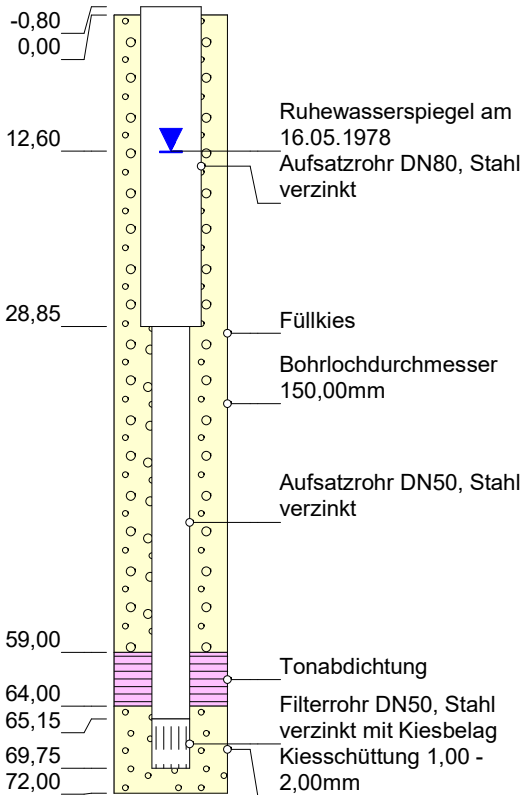 -0,80
0,00
12,60
28,85
59,00
64,00
65,15
69,75
72,00
Ruhewasserspiegel am
16.05.1978
Aufsatzrohr DN80, Stahl
verzinkt
Füllkies
Bohrlochdurchmesser
150,00mm
Aufsatzrohr DN50, Stahl
verzinkt
Tonabdichtung
Filterrohr DN50, Stahl
verzinkt mit Kiesbelag
Kiesschüttung 1,00 -
2,00mm